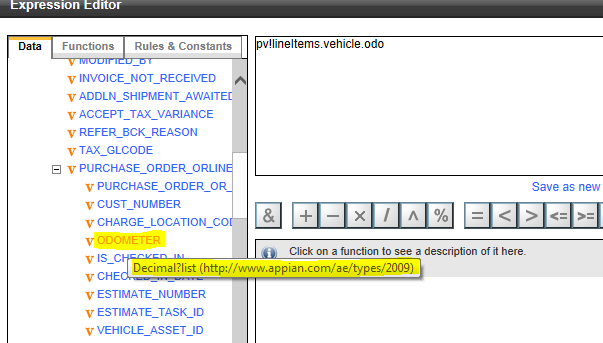 Expression Editor
Data
Functions
Rules & Constants
MODIFIED_BY
INVOICE_NOT_RECEIVED
ADDLN_SHIPMENT_AWAITED
ACCEPT_TAX_VARIANCE
REFER_BCK_REASON
TAX_GLCODE
PURCHASE_ORDER_ORLINE
PURCHASE_ORDER_OR_
CUST_NUMBER
CHARGE_LOCATION_COD
ODOMETER
IS_CHECKED_IN
Decimal?list (http://www.appian.com/ae/types/2009)
CHECKED_IN_DATE
ESTIMATE_NUMBER
ESTIMATE_TASK_ID
VEHICLE_ASSET_ID
pv!lineItems.vehicle.odo
Save as new
& + - × / ^ % = < > <= >=
Click on a function to see a description of it here.